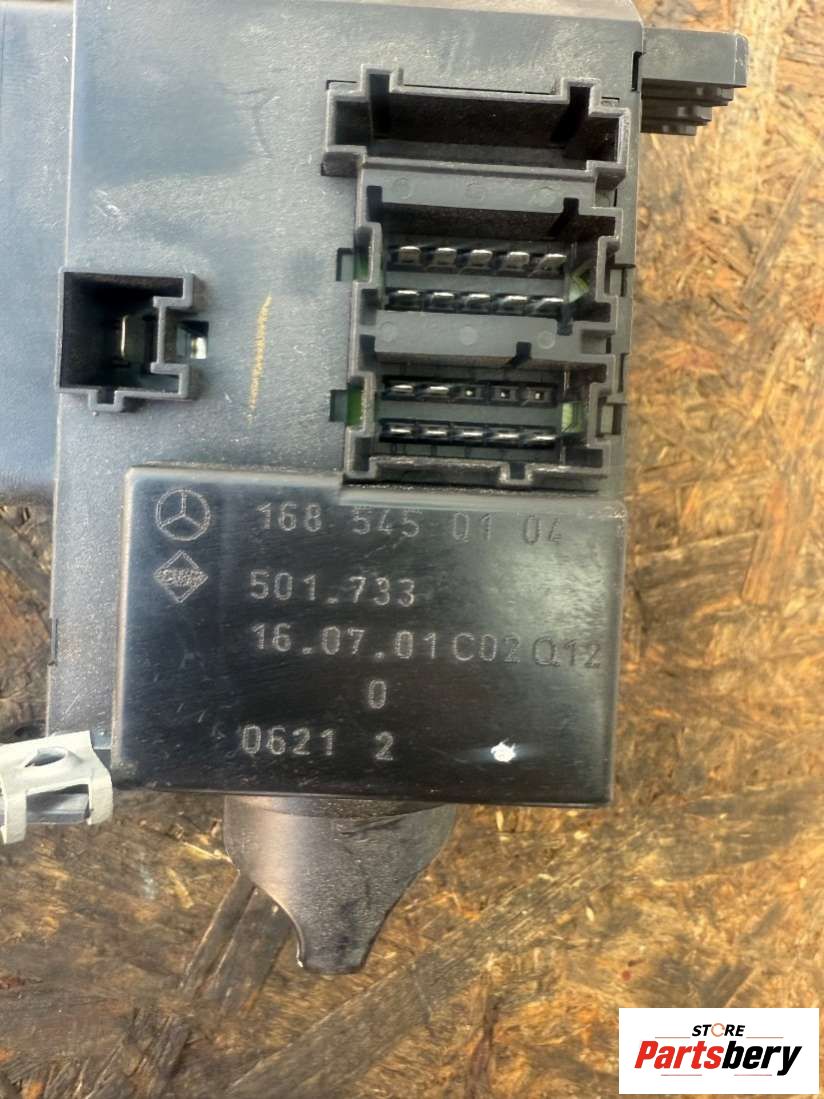 168 545 01 04
501.733
16.07.01 C02 Q12
0
0621 2
STORE
Partsbery